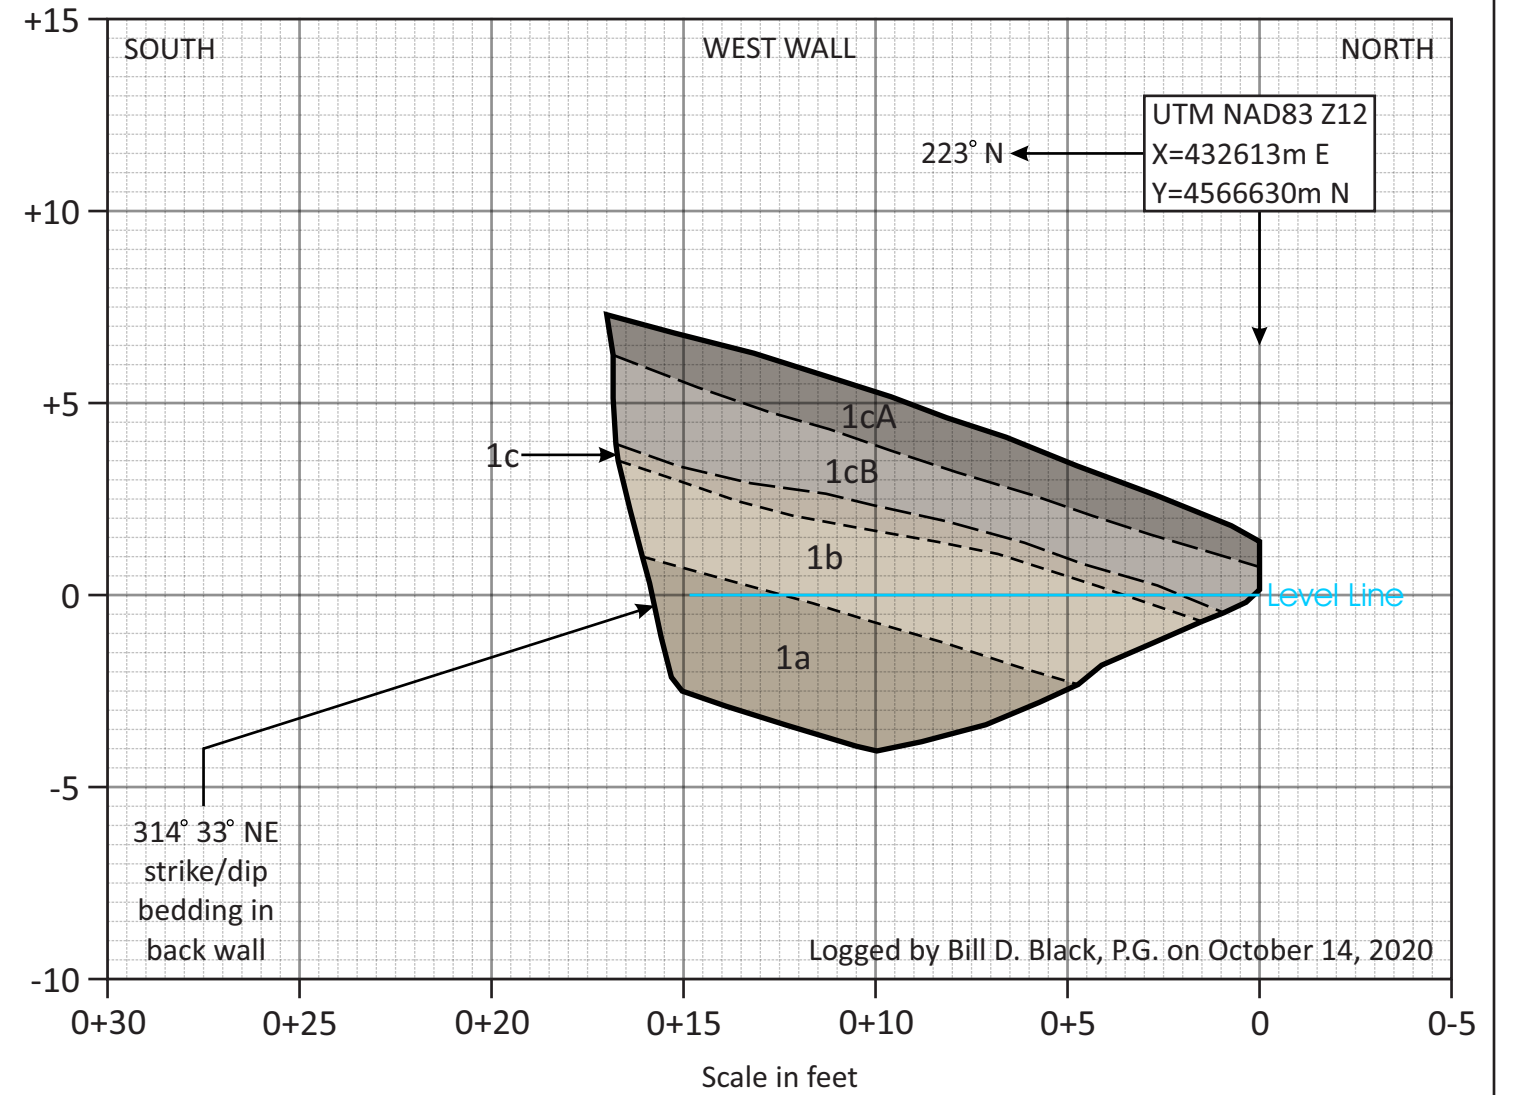 +15
SOUTH
WEST WALL
NORTH
UTM NAD83 Z12
223° N
X=432613m E
Y=4566630m N
+10
+5
1cA
1c
1cB
1b
0
Level Line
1a
-5
314° 33° NE
strike/dip
bedding in
back wall
Logged by Bill D. Black, P.G. on October 14, 2020
-10
0+30
0+25
0+20
0+15
0+10
0+5
0
0-5
Scale in feet